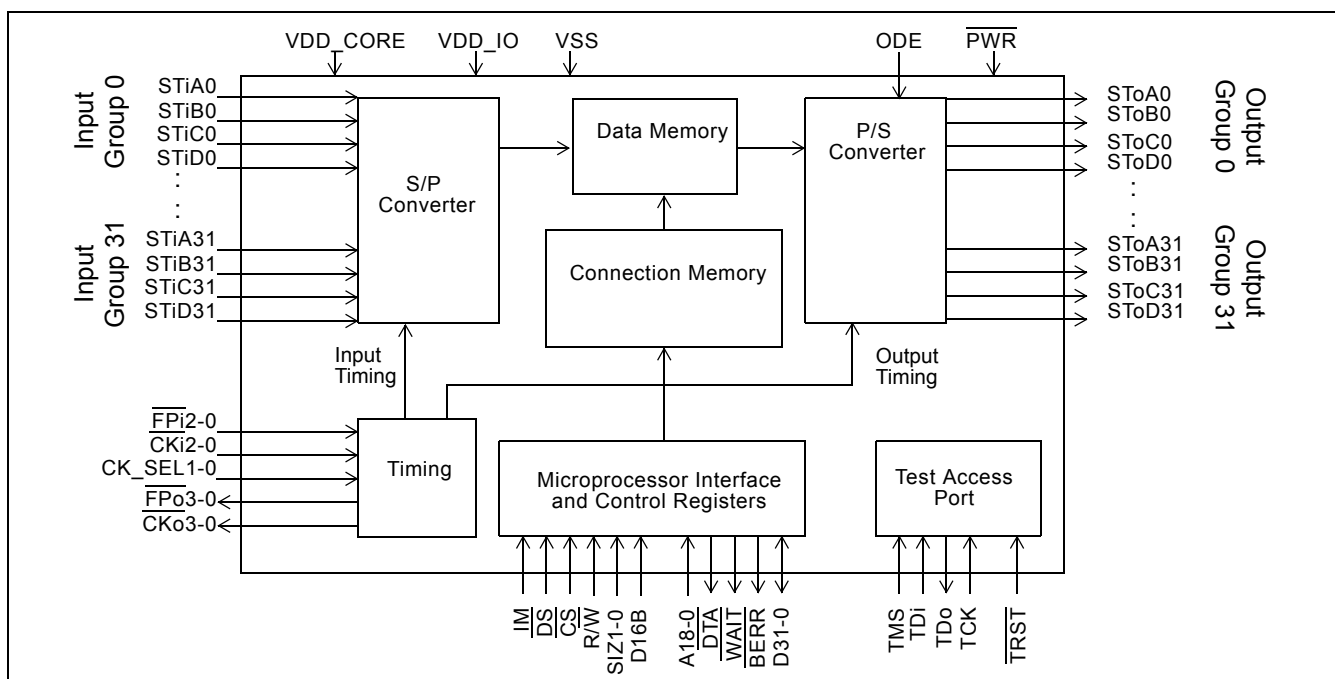 VDD_CORE
VDD_IO
VSS
ODE
PWR
Input
Group 0
STiA0
STiB0
STiC0
STiD0
:
:
Input
Group 31
STiA31
STiB31
STiC31
STiD31
S/P
Converter
Data Memory
Connection Memory
P/S
Converter
SToA0
SToB0
SToC0
SToD0
:
:
Output
Group 0
SToA31
SToB31
SToC31
SToD31
Output
Group 31
Input
Timing
Output
Timing
FPi2-0
CKi2-0
CK_SEL1-0
FPo3-0
CKo3-0
Timing
Microprocessor Interface
and Control Registers
Test Access
Port
IM
DS
CS
R/W
SIZ1-0
D16B
A18-0
DTA
WAIT
BERR
D31-0
TMS
TDi
TDo
TCK
TRST